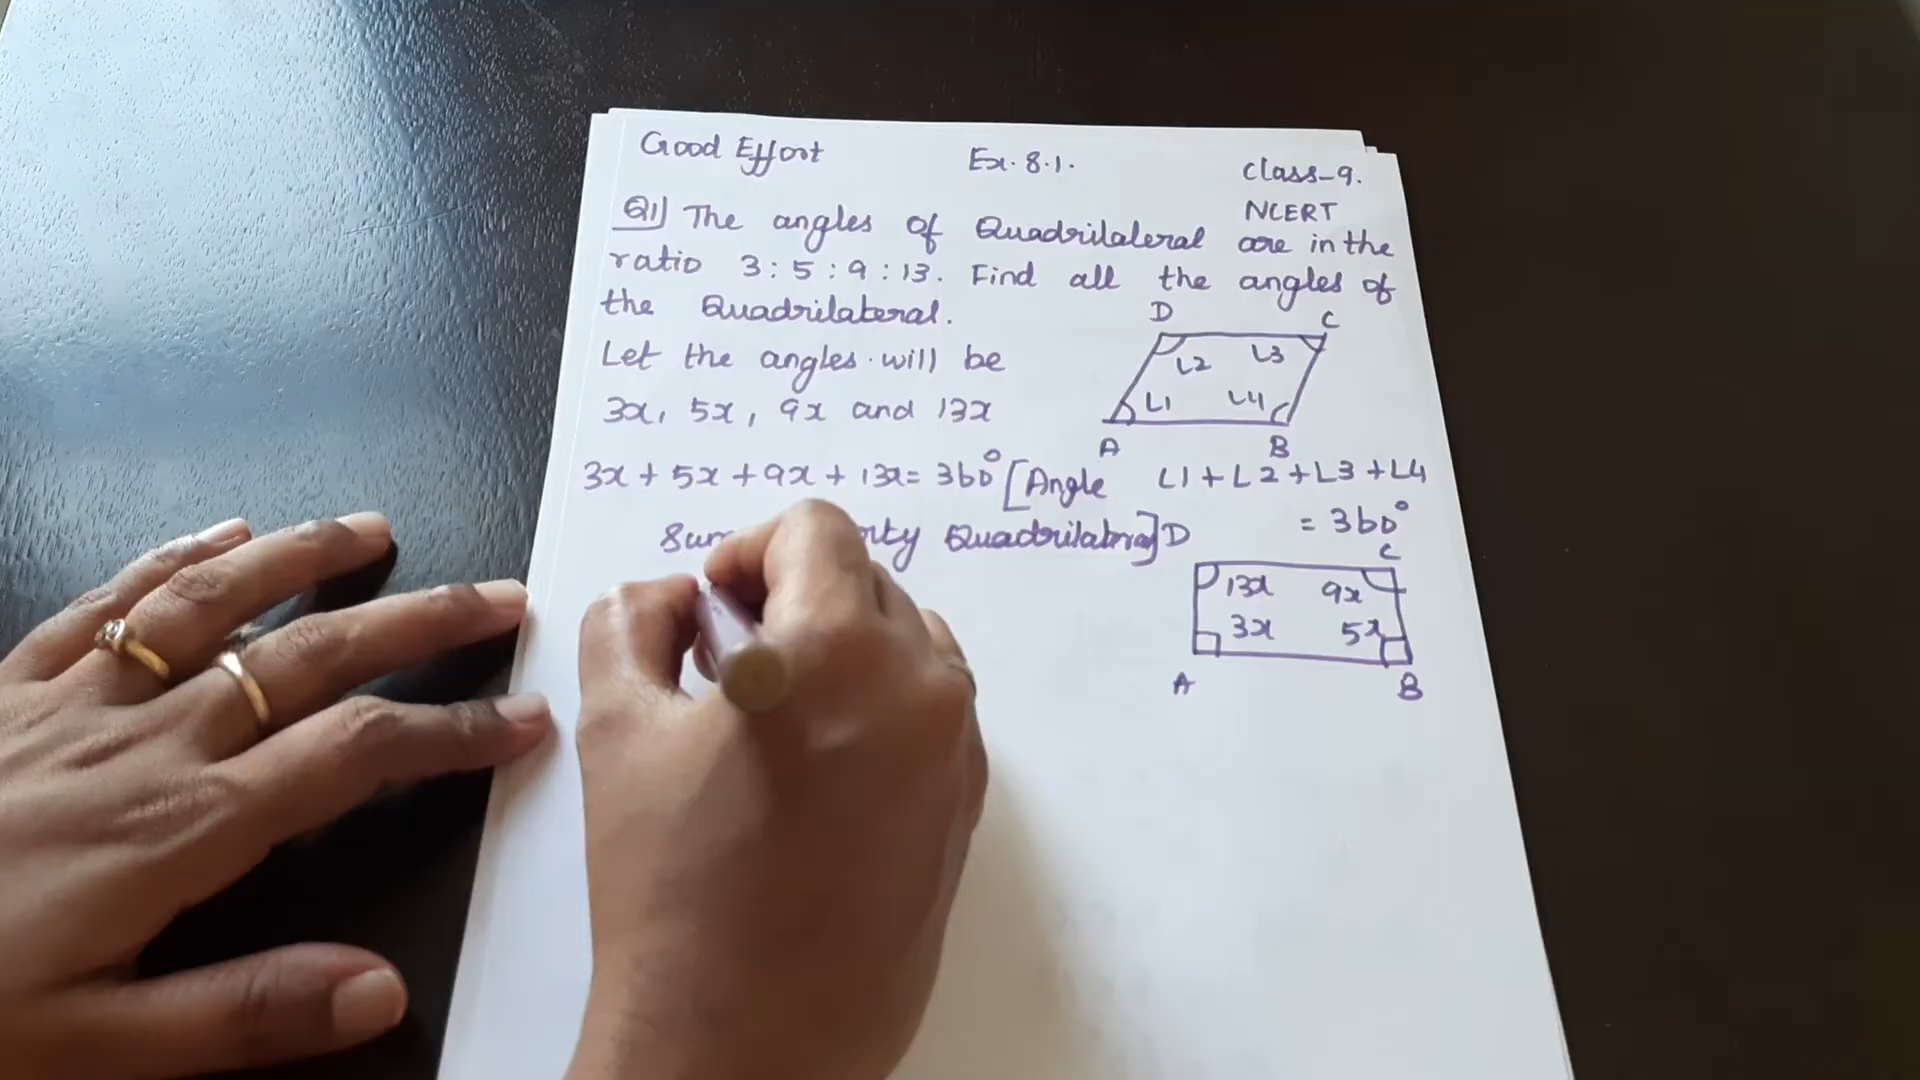 Good Effort Ex. 8.1. Class-9.
NCERT
Q1) The angles of Quadrilateral are in the
ratio 3 : 5 : 9 : 13. Find all the angles of
the Quadrilateral.
D C
Let the angles will be
∠2 ∠3
3x, 5x, 9x and 13x
∠1 ∠4
A B
3x + 5x + 9x + 13x = 360° [Angle
∠1 + ∠2 + ∠3 + ∠4
= 360°
Quadrilateral]
D C
13x 9x
3x 5x
A B